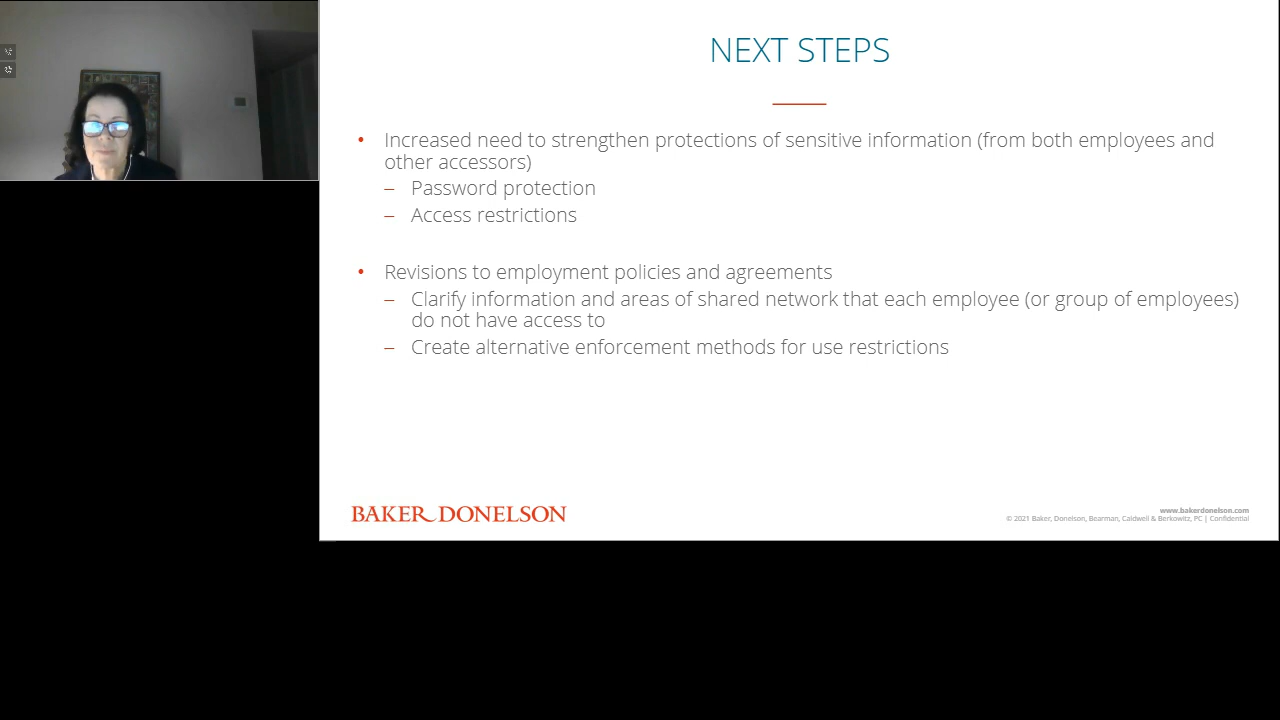 NEXT STEPS
• Increased need to strengthen protections of sensitive information (from both employees and
other accessors)
– Password protection
– Access restrictions
• Revisions to employment policies and agreements
– Clarify information and areas of shared network that each employee (or group of employees)
do not have access to
– Create alternative enforcement methods for use restrictions
BAKER DONELSON
www.bakerdonelson.com
© 2021 Baker, Donelson, Bearman, Caldwell & Berkowitz, PC | Confidential